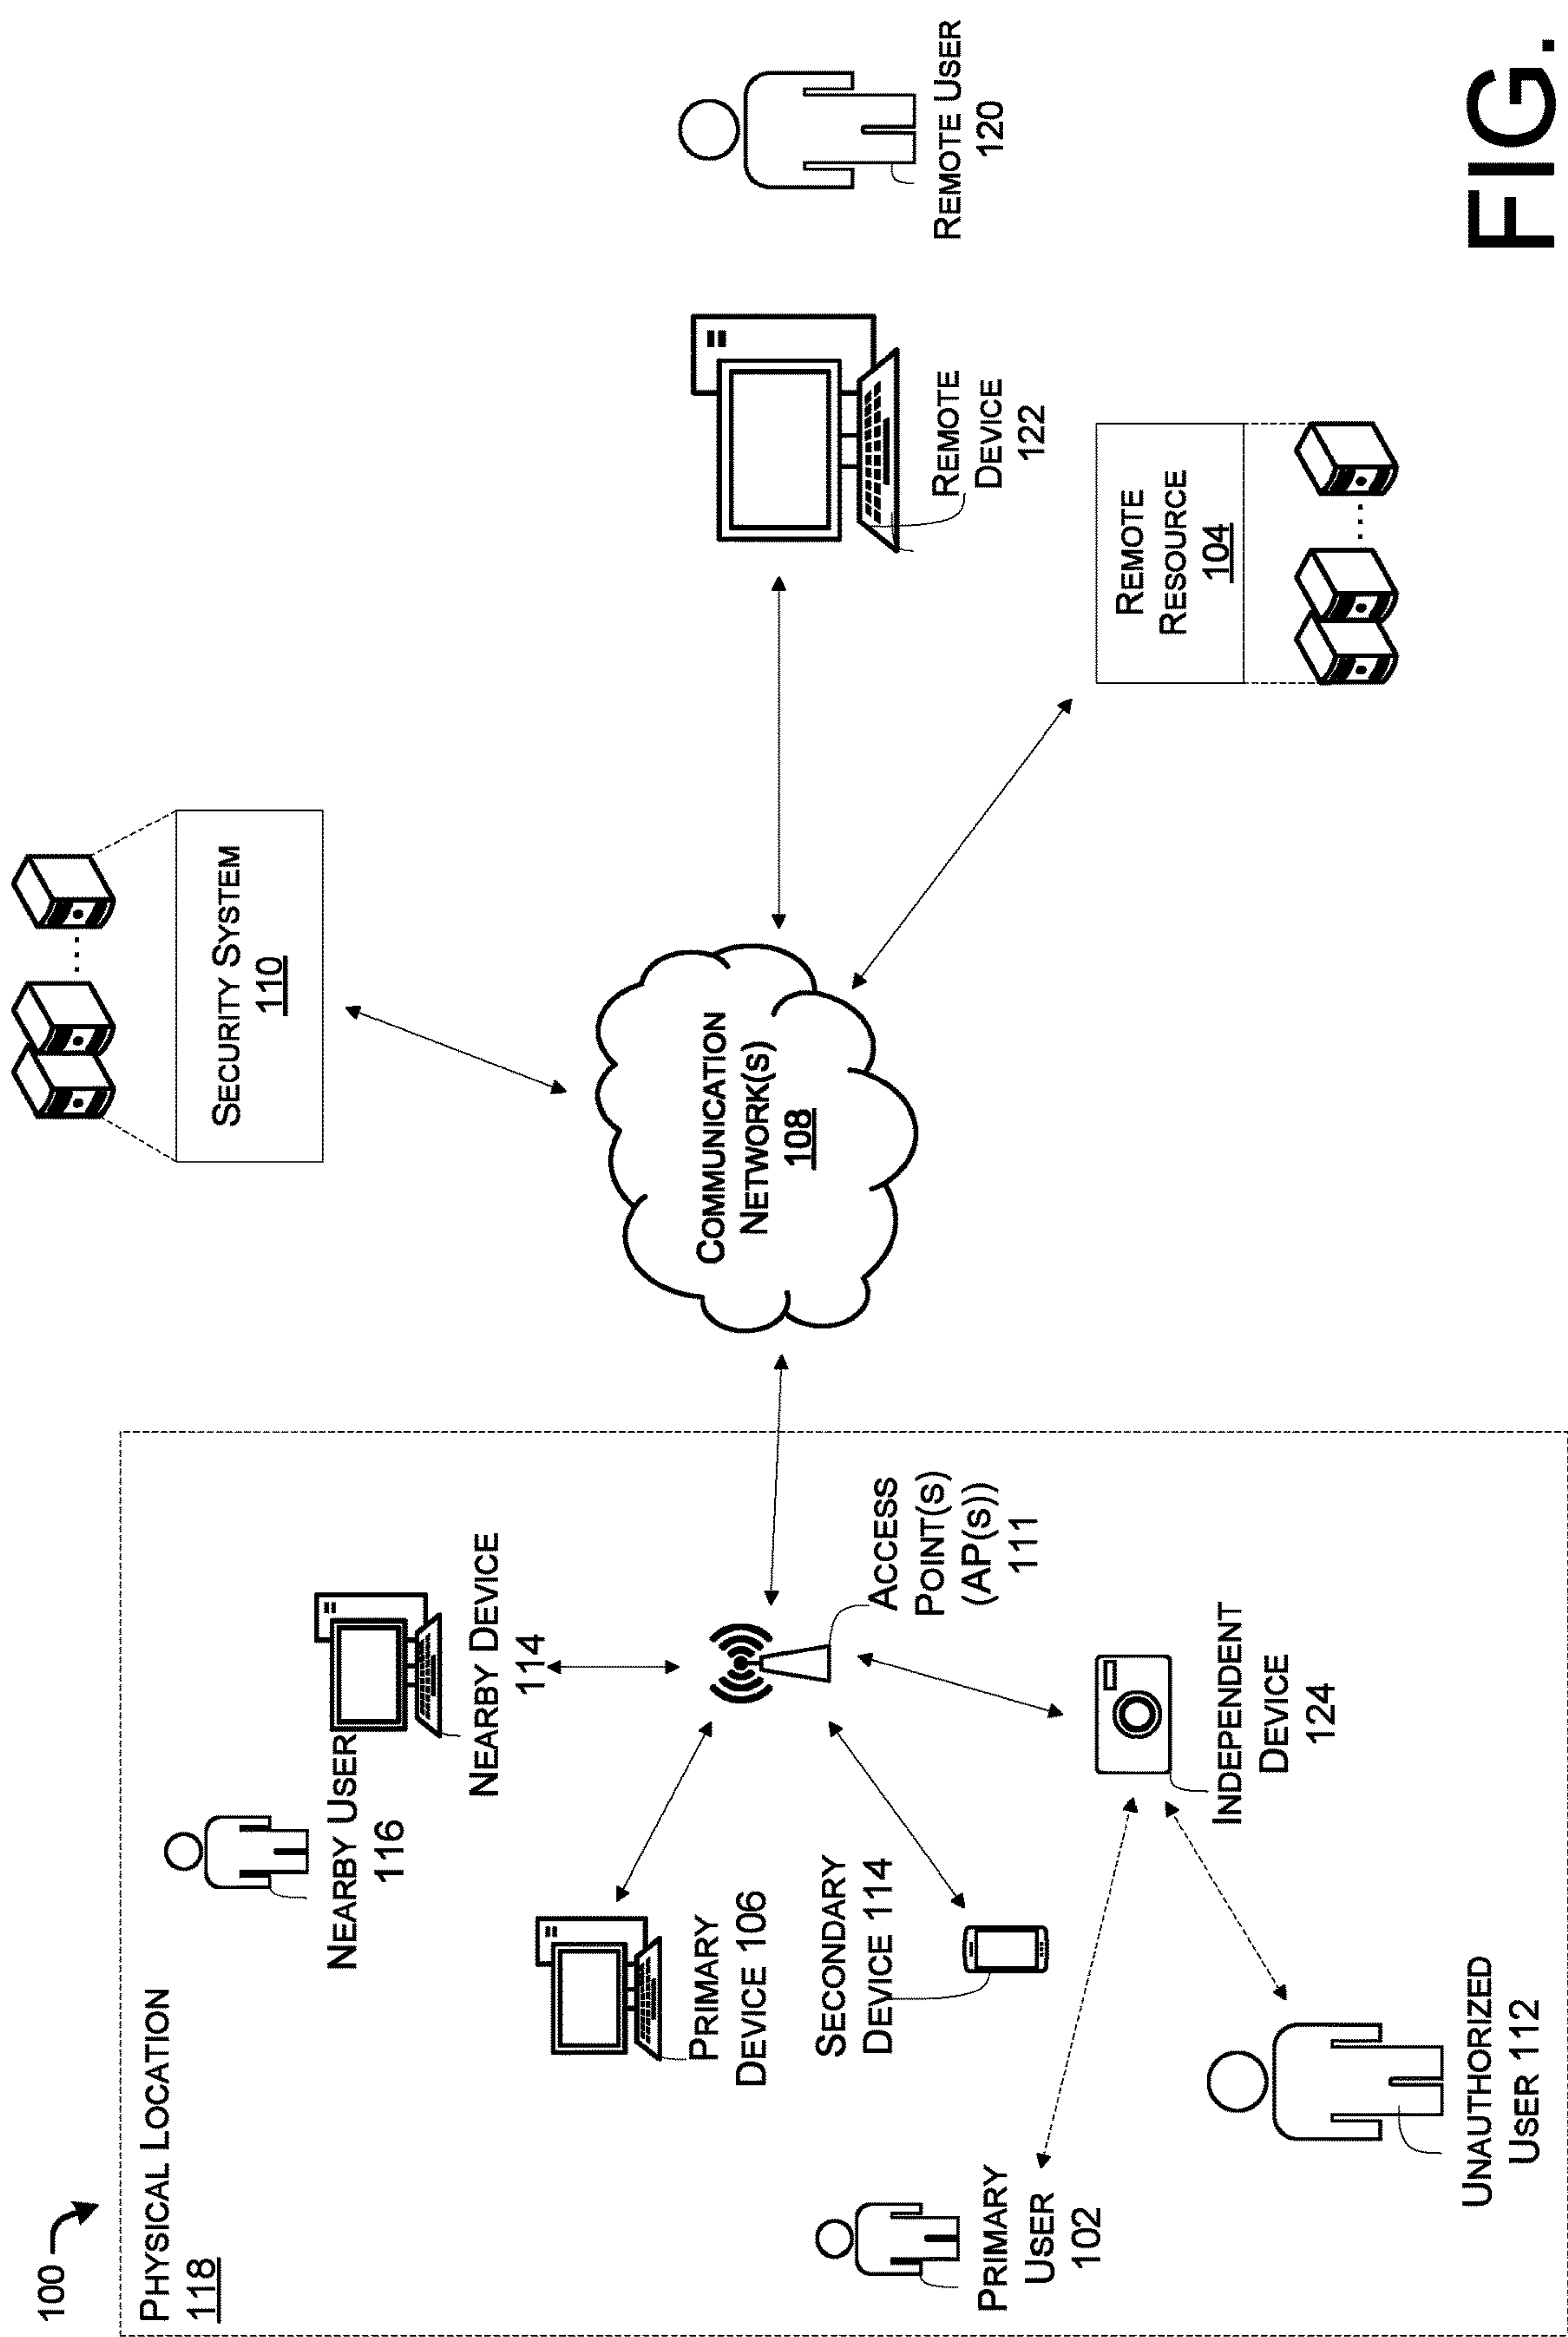 100
PHYSICAL LOCATION
118
NEARBY USER
116
NEARBY DEVICE
114
PRIMARY
DEVICE 106
SECONDARY
DEVICE 114
PRIMARY
USER
102
UNAUTHORIZED
USER 112
INDEPENDENT
DEVICE
124
ACCESS
POINT(S)
(AP(S))
111
COMMUNICATION
NETWORK(S)
108
SECURITY SYSTEM
110
REMOTE
DEVICE
122
REMOTE USER
120
REMOTE
RESOURCE
104
FIG.